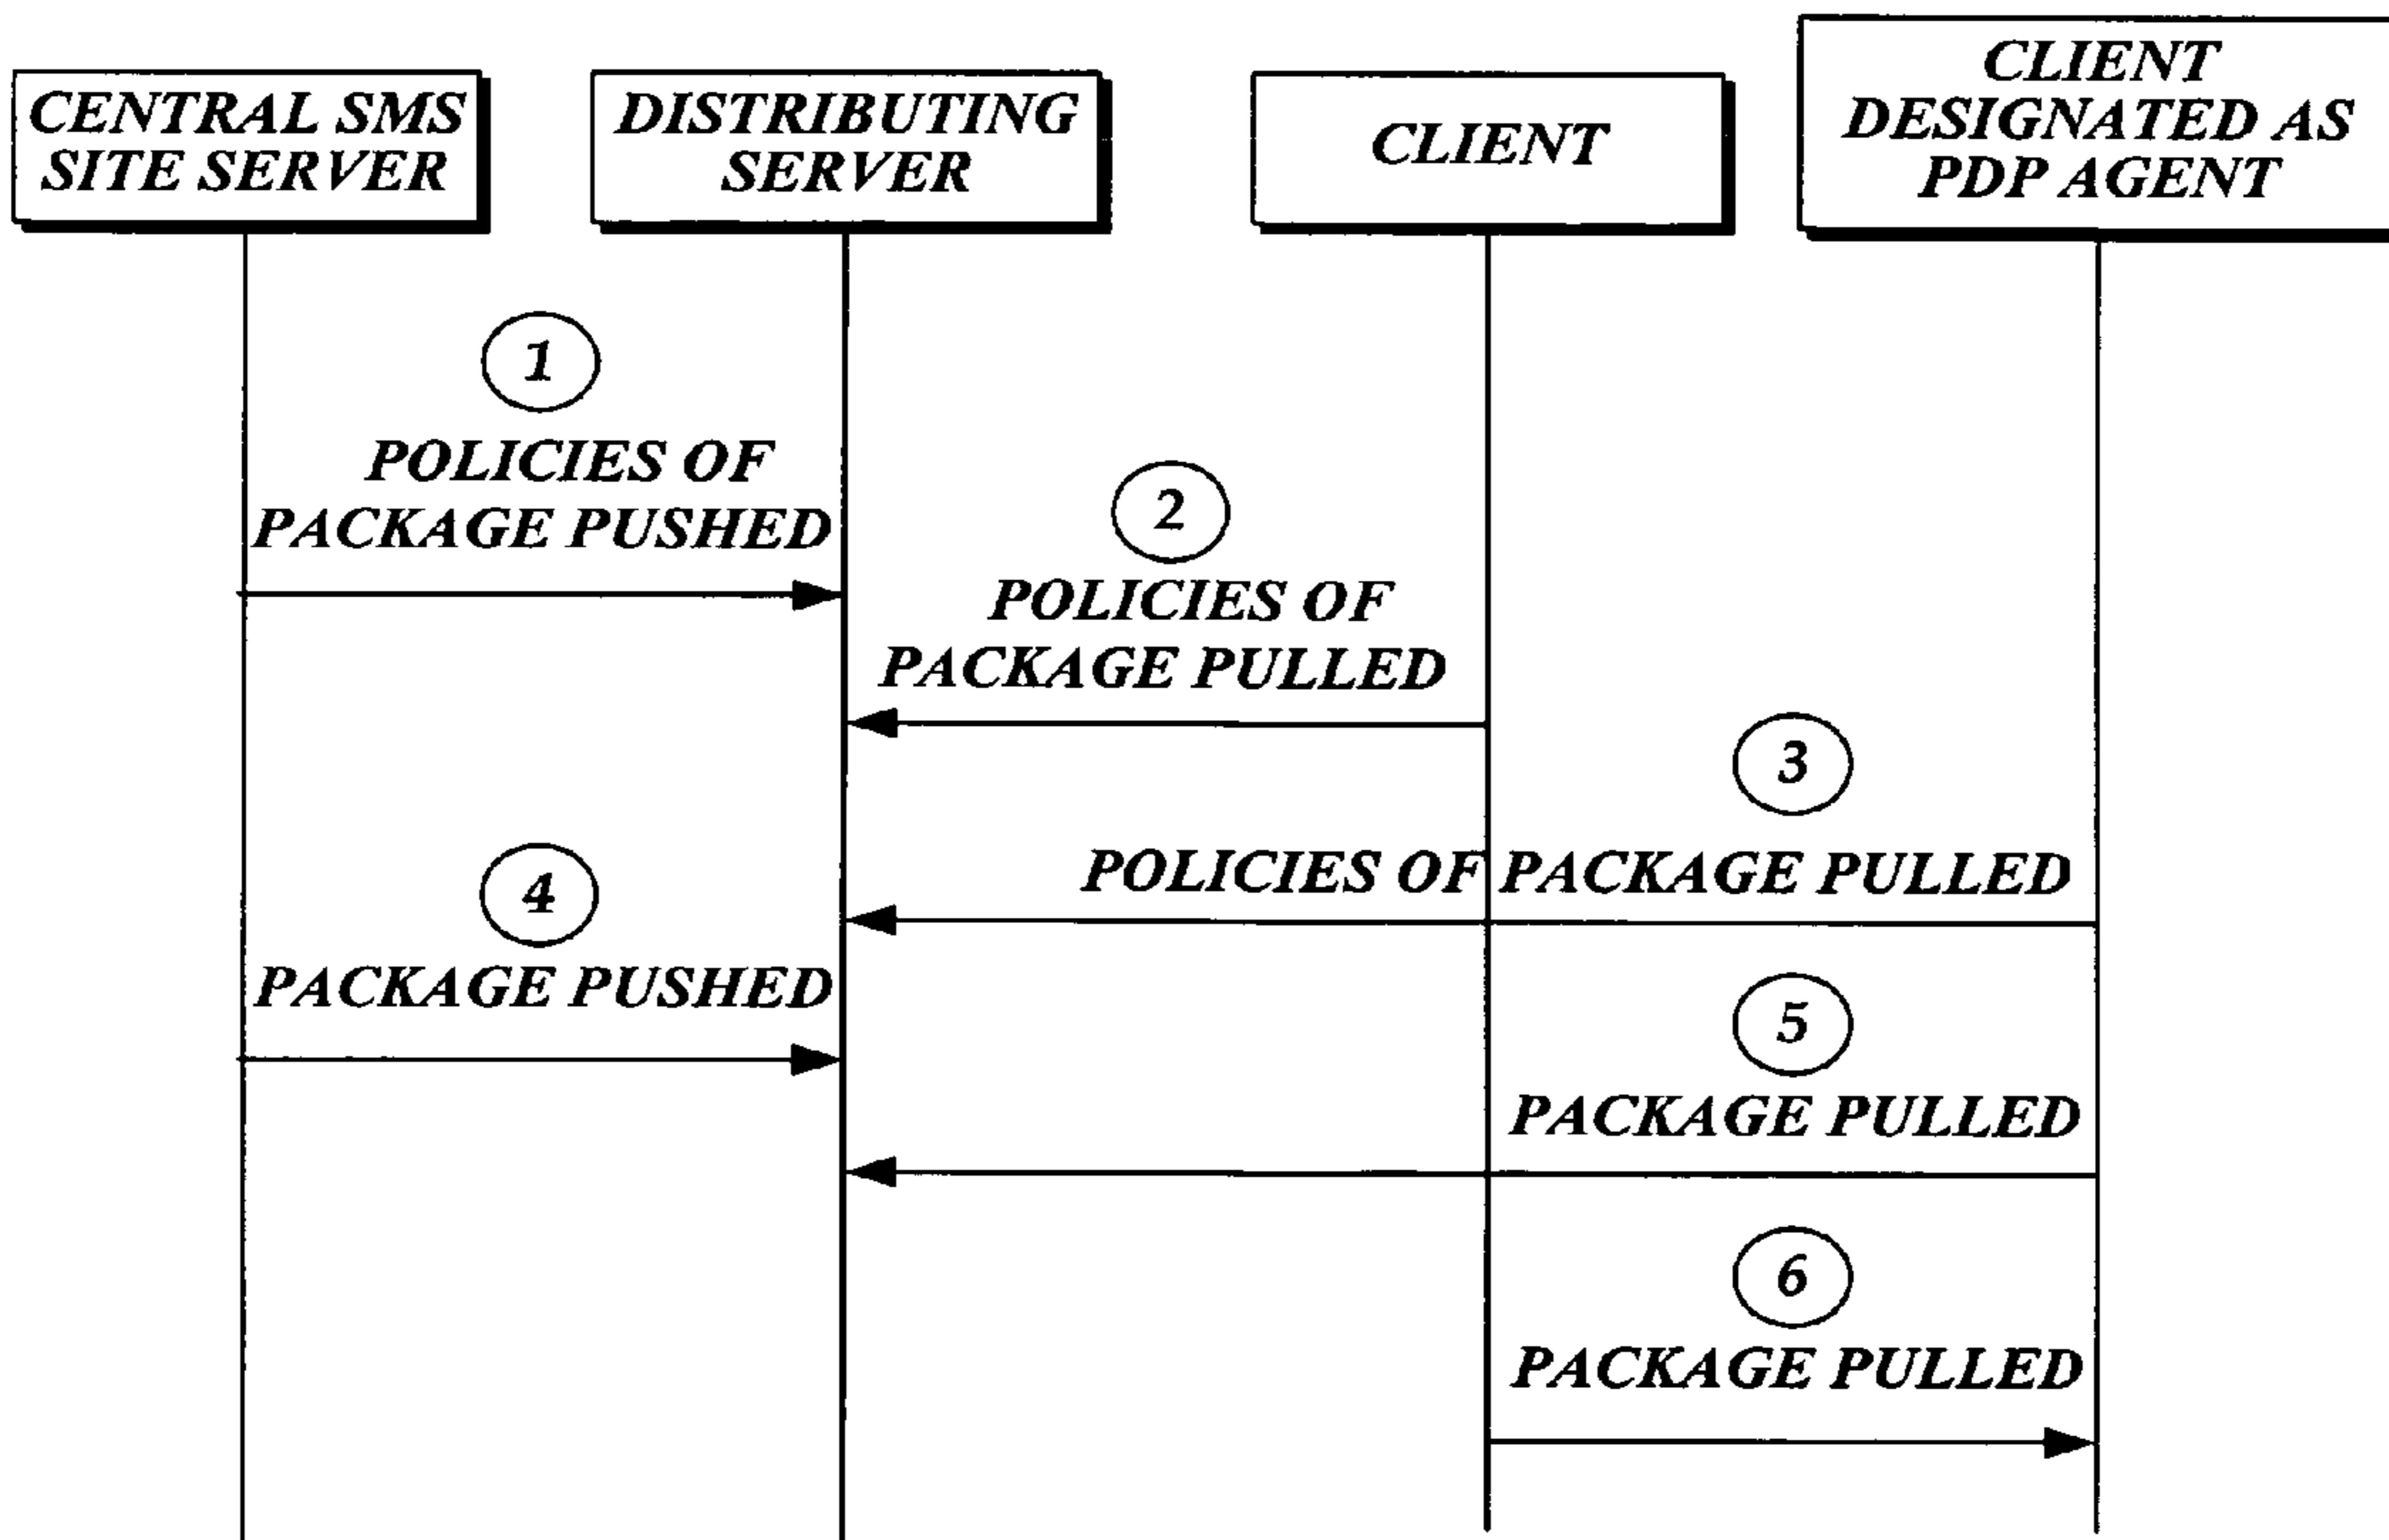 CENTRAL SMS
SITE SERVER
DISTRIBUTING
SERVER
CLIENT
CLIENT
DESIGNATED AS
PDP AGENT
1
POLICIES OF
PACKAGE PUSHED
2
POLICIES OF
PACKAGE PULLED
3
POLICIES OF PACKAGE PULLED
4
PACKAGE PUSHED
5
PACKAGE PULLED
6
PACKAGE PULLED